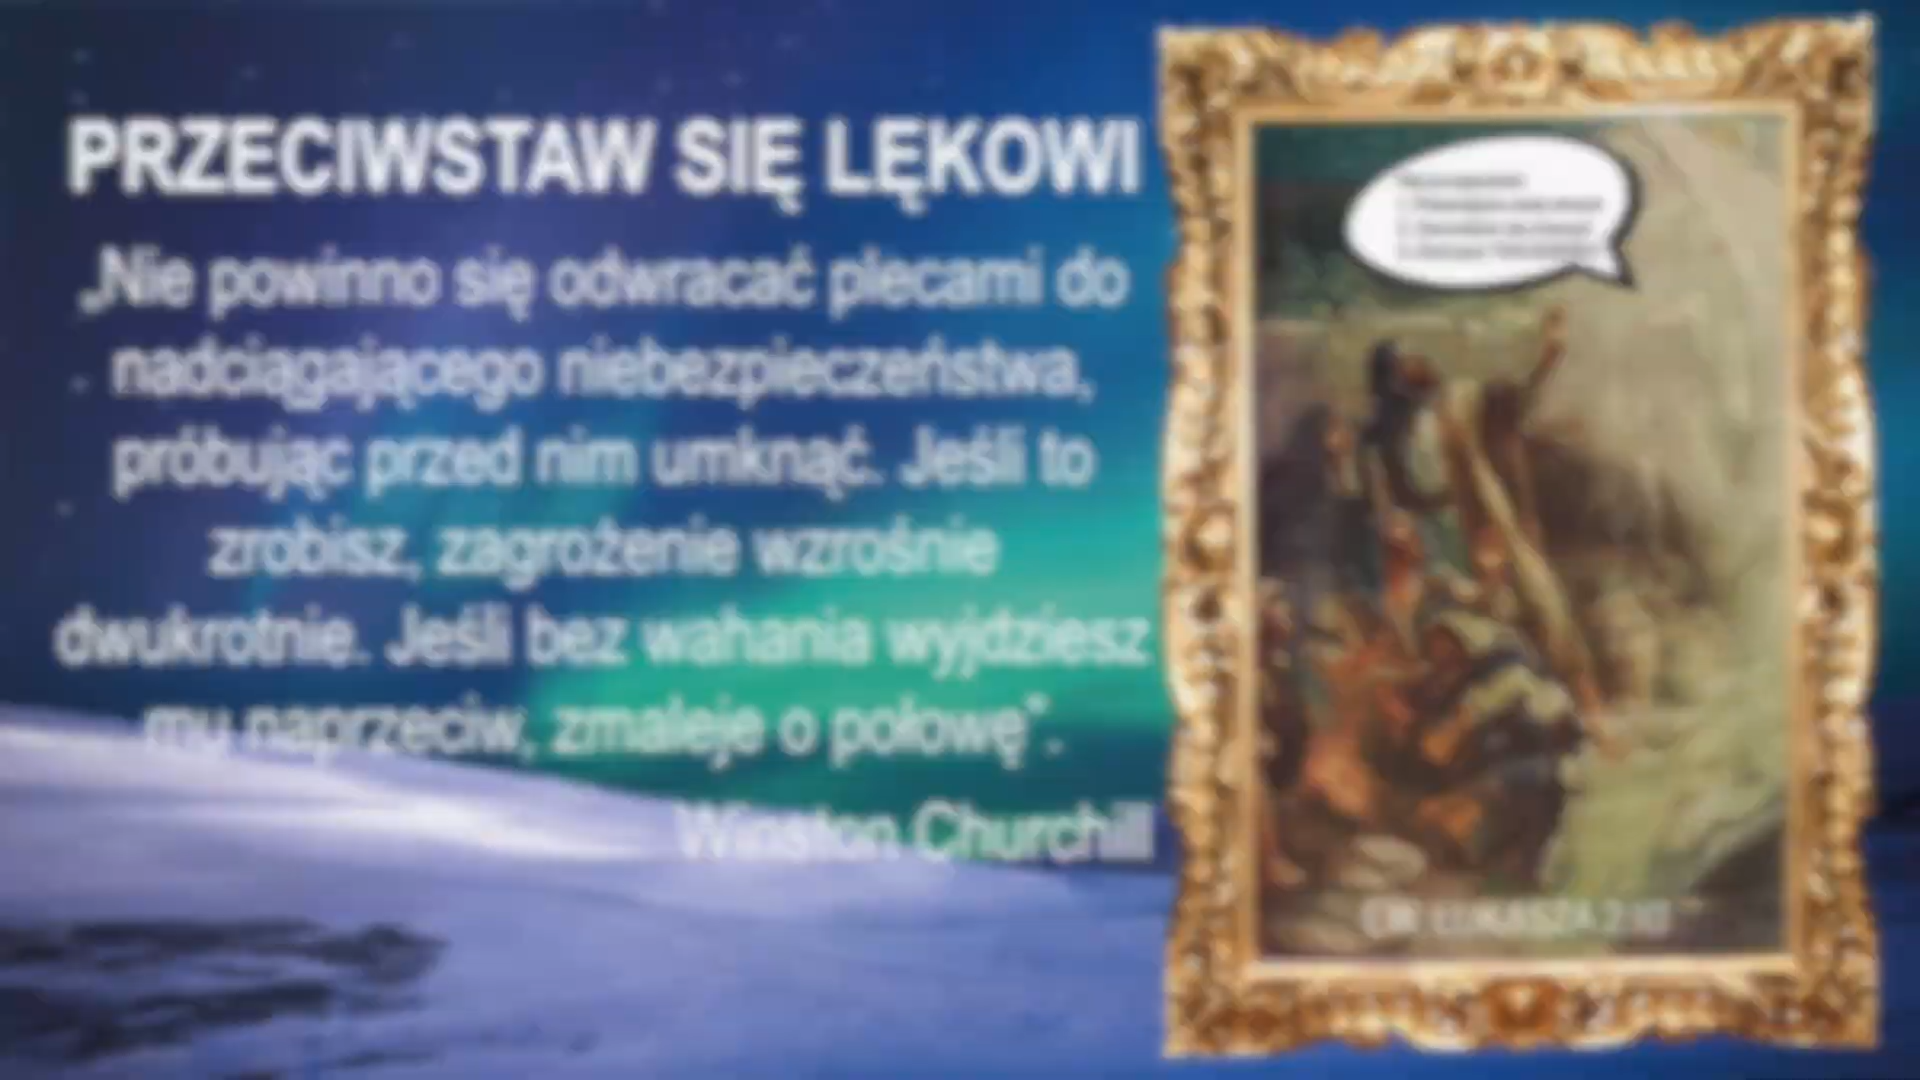 PRZECIWSTAW SIĘ LĘKOWI
„Nie powinno się odwracać plecami do
nadciągającego niebezpieczeństwa,
próbując przed nim umknąć. Jeśli to
zrobisz, zagrożenie wzrośnie
dwukrotnie. Jeśli bez wahania wyjdziesz
mu naprzeciw, zmaleje o połowę”.
Winston Churchill
ŁUKASZA